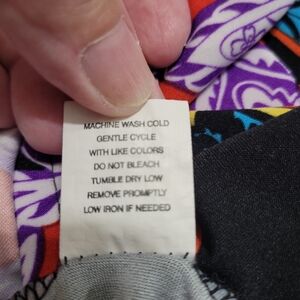 MACHINE WASH COLD
GENTLE CYCLE
WITH LIKE COLORS
DO NOT BLEACH
TUMBLE DRY LOW
REMOVE PROMPTLY
LOW IRON IF NEEDED